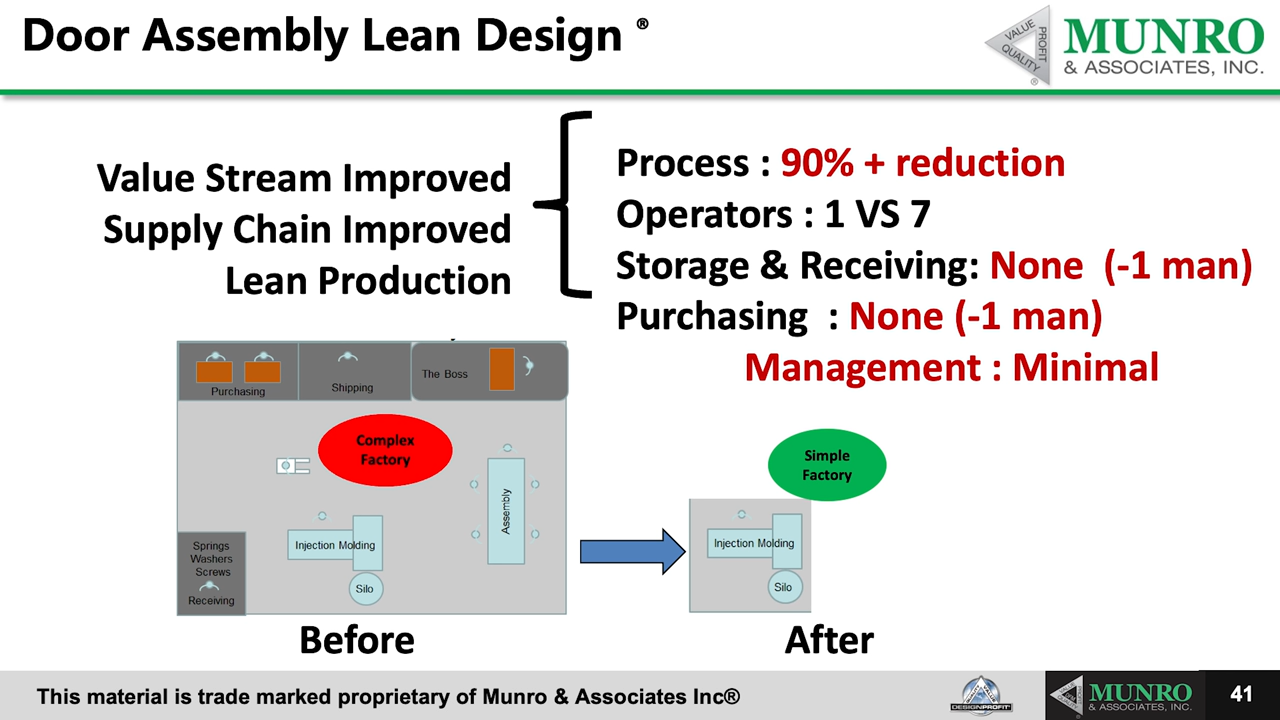 Door Assembly Lean Design ®
VALUE
PROFIT
QUALITY
®
MUNRO
& ASSOCIATES, INC.
Value Stream Improved
Supply Chain Improved
Lean Production
Process : 90% + reduction
Operators : 1 VS 7
Storage & Receiving: None (-1 man)
Purchasing : None (-1 man)
Management : Minimal
Purchasing
Shipping
The Boss
Complex
Factory
Assembly
Injection Molding
Silo
Springs
Washers
Screws
Receiving
Simple
Factory
Injection Molding
Silo
Before
After
This material is trade marked proprietary of Munro & Associates Inc®
DESIGNPROFIT
MUNRO
& ASSOCIATES, INC.
41